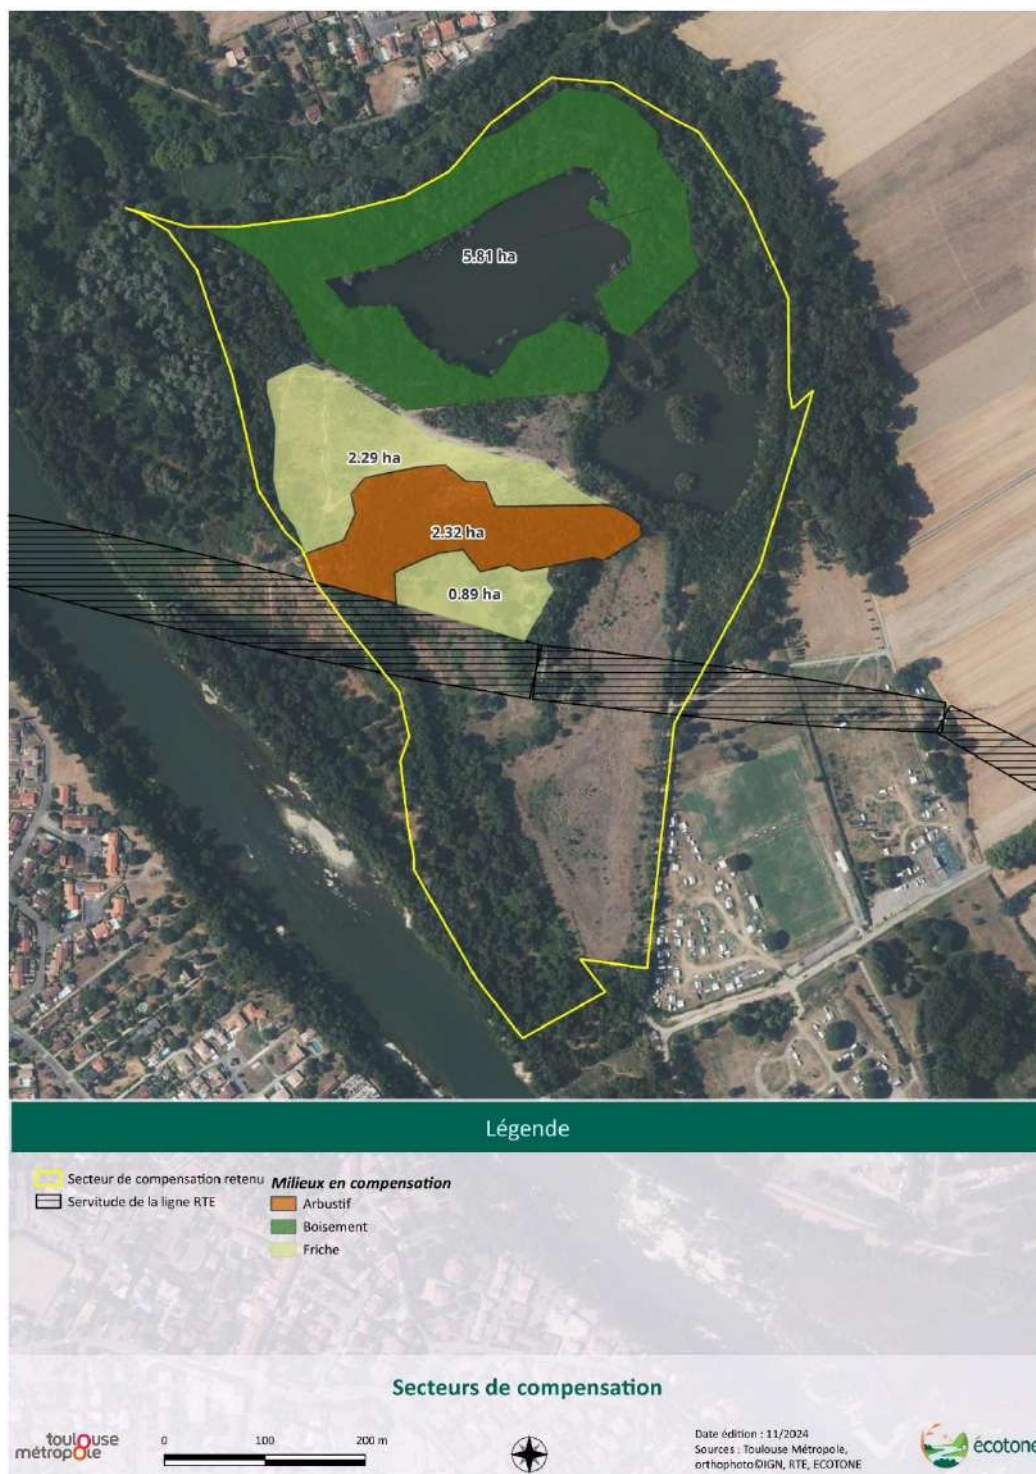 5.81 ha
2.29 ha
2.32 ha
0.89 ha
Légende
Secteur de compensation retenu
Servitude de la ligne RTE
Milieux en compensation
Arbustif
Boisement
Friche
Secteurs de compensation
toulouse
métropole
0 100 200 m
Date édition : 11/2024
Sources : Toulouse Métropole,
orthophoto©IGN, RTE, ECOTONE
écotone